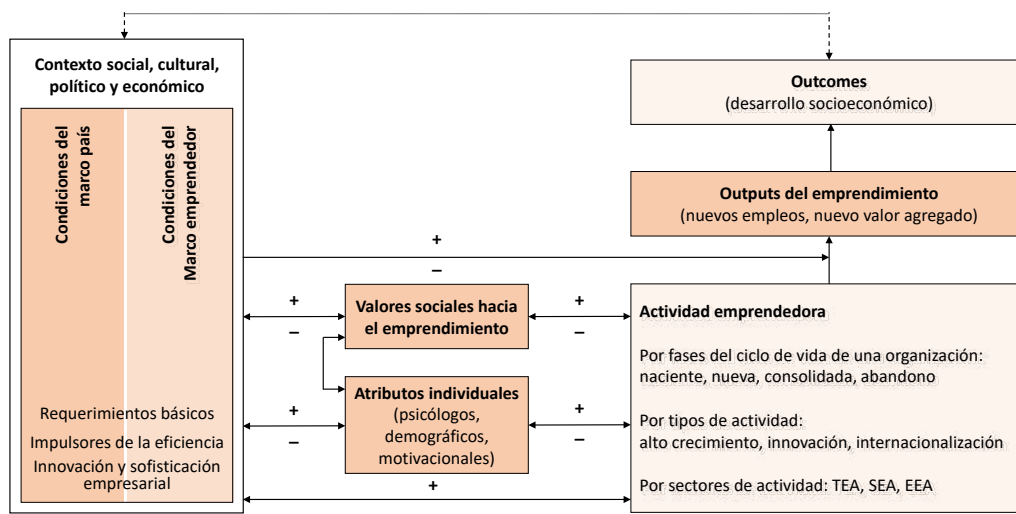 Contexto social, cultural,
político y económico
Condiciones del
marco país
Condiciones del
Marco emprendedor
Requerimientos básicos
Impulsores de la eficiencia
Innovación y sofisticación
empresarial
Outcomes
(desarrollo socioeconómico)
Outputs del emprendimiento
(nuevos empleos, nuevo valor agregado)
+
–
+
–
Valores sociales hacia
el emprendimiento
+
–
+
–
Atributos individuales
(psicólogos,
demográficos,
motivacionales)
+
–
+
Actividad emprendedora
Por fases del ciclo de vida de una organización:
naciente, nueva, consolidada, abandono
Por tipos de actividad:
alto crecimiento, innovación, internacionalización
Por sectores de actividad: TEA, SEA, EEA